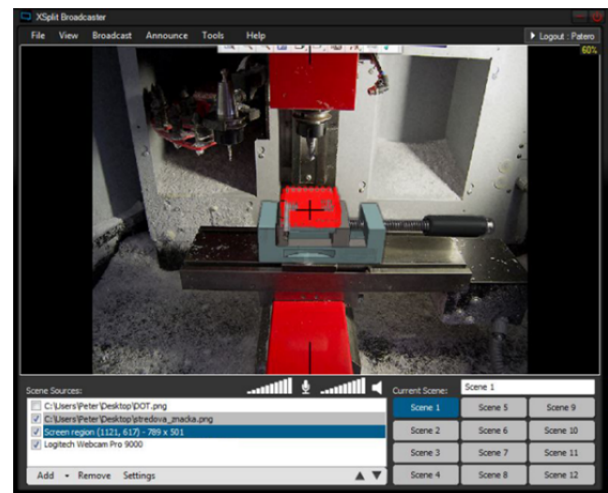 XSplit Broadcaster
File View Broadcast Announce Tools Help Logout : Patero
60%
Scene Sources: Current Scene: Scene 1
C:\Users\Peter\Desktop\DOT.png
C:\Users\Peter\Desktop\stredova_znacka.png
Screen region (1121, 617) - 789 x 501
Logitech Webcam Pro 9000
Scene 1 Scene 5 Scene 9
Scene 2 Scene 6 Scene 10
Scene 3 Scene 7 Scene 11
Scene 4 Scene 8 Scene 12
Add Remove Settings